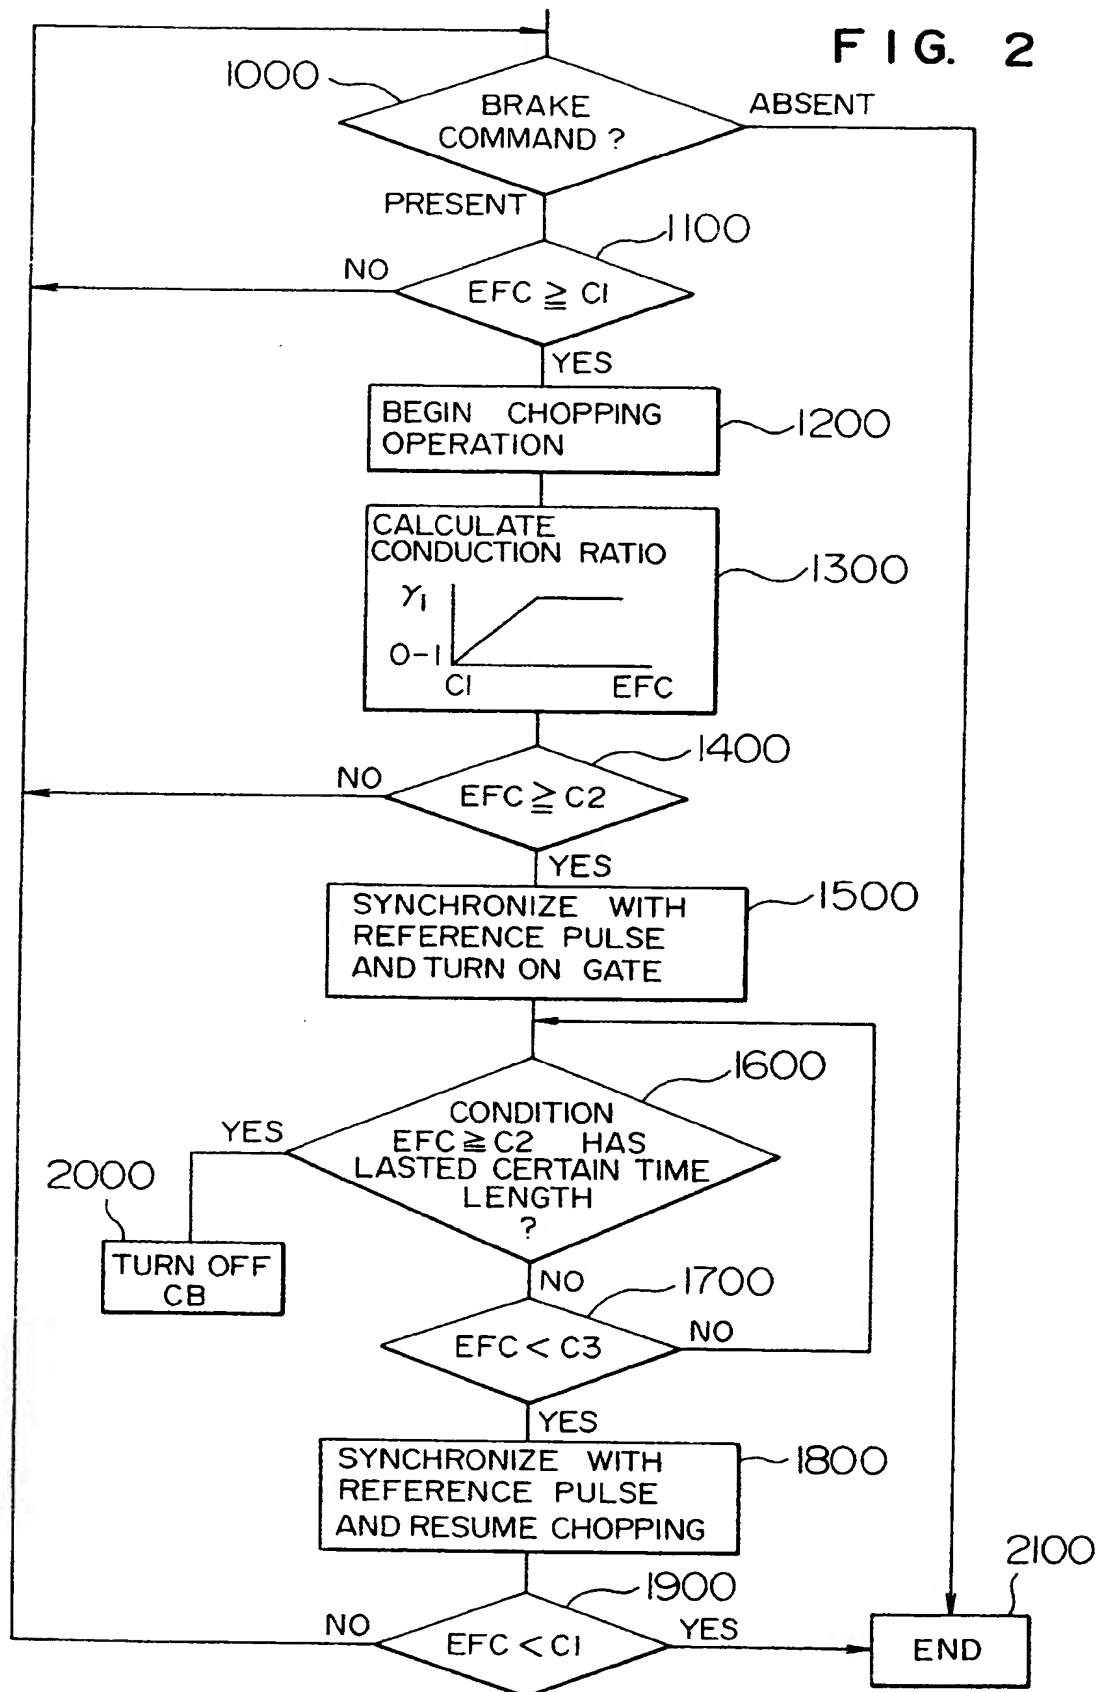 FIG. 2
1000
BRAKE
COMMAND ?
ABSENT
PRESENT
1100
NO
EFC ≧ C1
YES
BEGIN CHOPPING
OPERATION
1200
CALCULATE
CONDUCTION RATIO
1300
γ1
0-1
C1
EFC
1400
NO
EFC ≧ C2
YES
SYNCHRONIZE WITH
REFERENCE PULSE
AND TURN ON GATE
1500
1600
CONDITION
EFC ≧ C2 HAS
LASTED CERTAIN TIME
LENGTH
?
YES
2000
TURN OFF
CB
NO
1700
EFC < C3
NO
YES
SYNCHRONIZE WITH
REFERENCE PULSE
AND RESUME CHOPPING
1800
1900
NO
EFC < C1
YES
2100
END